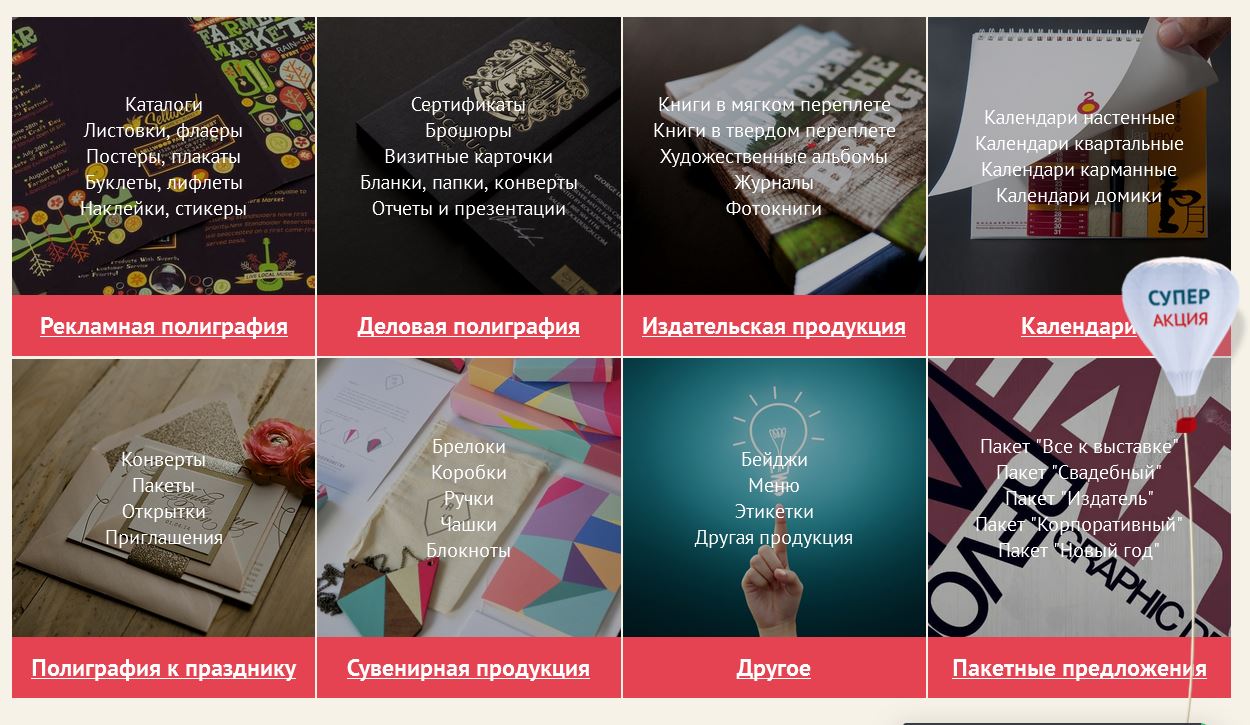 Каталоги
Листовки, флаеры
Постеры, плакаты
Буклеты, лифлеты
Наклейки, стикеры
Рекламная полиграфия
Сертификаты
Брошюры
Визитные карточки
Бланки, папки, конверты
Отчеты и презентации
Деловая полиграфия
Книги в мягком переплете
Книги в твердом переплете
Художественные альбомы
Журналы
Фотокниги
Издательская продукция
Календари настенные
Календари квартальные
Календари карманные
Календари домики
Календари
СУПЕР
АКЦИЯ
Конверты
Пакеты
Открытки
Приглашения
Полиграфия к празднику
Брелоки
Коробки
Ручки
Чашки
Блокноты
Сувенирная продукция
Бейджи
Меню
Этикетки
Другая продукция
Другое
Пакет "Все к выставке"
Пакет "Свадебный"
Пакет "Издатель"
Пакет "Корпоративный"
Пакет "Новый год"
GRAPHIC
Пакетные предложения